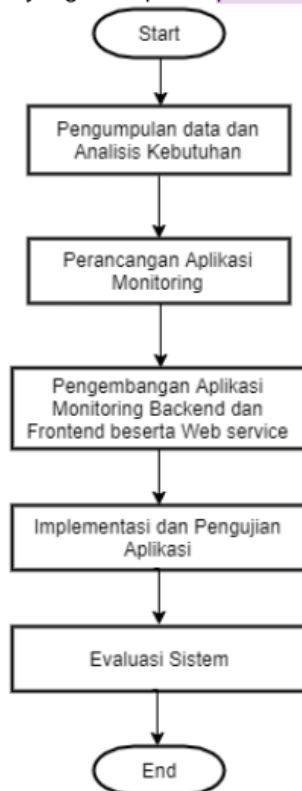 Start
Pengumpulan data dan
Analisis Kebutuhan
Perancangan Aplikasi
Monitoring
Pengembangan Aplikasi
Monitoring Backend dan
Frontend beserta Web service
Implementasi dan Pengujian
Aplikasi
Evaluasi Sistem
End